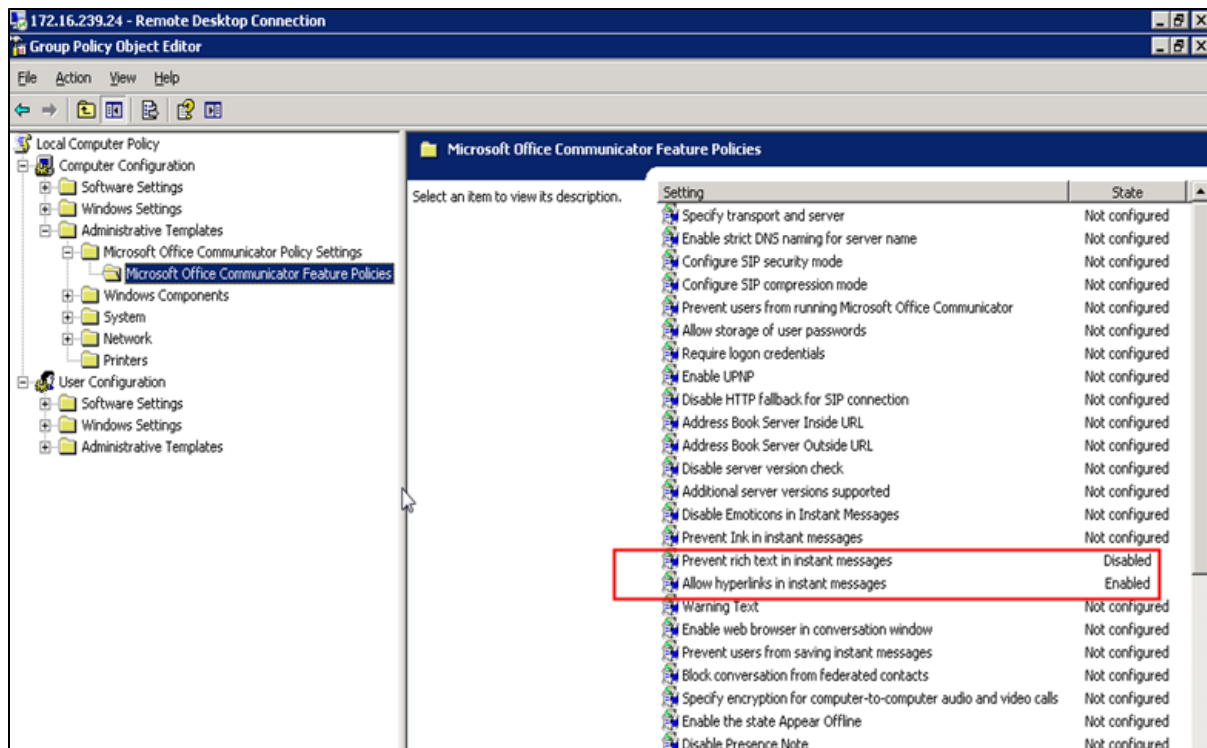 172.16.239.24 - Remote Desktop Connection
Group Policy Object Editor
File Action View Help
Local Computer Policy
Computer Configuration
Software Settings
Windows Settings
Administrative Templates
Microsoft Office Communicator Policy Settings
Microsoft Office Communicator Feature Policies
Windows Components
System
Network
Printers
User Configuration
Software Settings
Windows Settings
Administrative Templates
Microsoft Office Communicator Feature Policies
Select an item to view its description.
Setting State
Specify transport and server Not configured
Enable strict DNS naming for server name Not configured
Configure SIP security mode Not configured
Configure SIP compression mode Not configured
Prevent users from running Microsoft Office Communicator Not configured
Allow storage of user passwords Not configured
Require logon credentials Not configured
Enable UPNP Not configured
Disable HTTP fallback for SIP connection Not configured
Address Book Server Inside URL Not configured
Address Book Server Outside URL Not configured
Disable server version check Not configured
Additional server versions supported Not configured
Disable Emoticons in Instant Messages Not configured
Prevent Ink in instant messages Not configured
Prevent rich text in instant messages Disabled
Allow hyperlinks in instant messages Enabled
Warning Text Not configured
Enable web browser in conversation window Not configured
Prevent users from saving instant messages Not configured
Block conversation from federated contacts Not configured
Specify encryption for computer-to-computer audio and video calls Not configured
Enable the state Appear Offline Not configured
Disable Presence Note Not configured